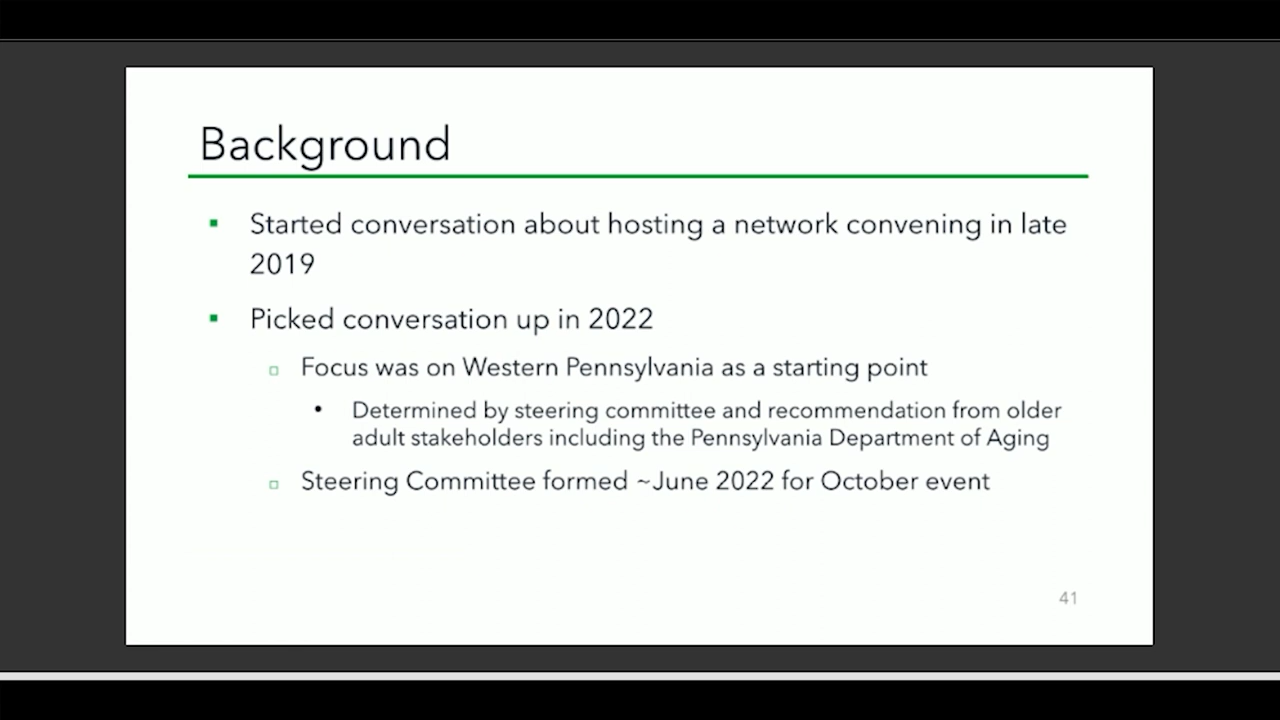 Background
Started conversation about hosting a network convening in late
2019
Picked conversation up in 2022
Focus was on Western Pennsylvania as a starting point
Determined by steering committee and recommendation from older
adult stakeholders including the Pennsylvania Department of Aging
Steering Committee formed ~June 2022 for October event
41